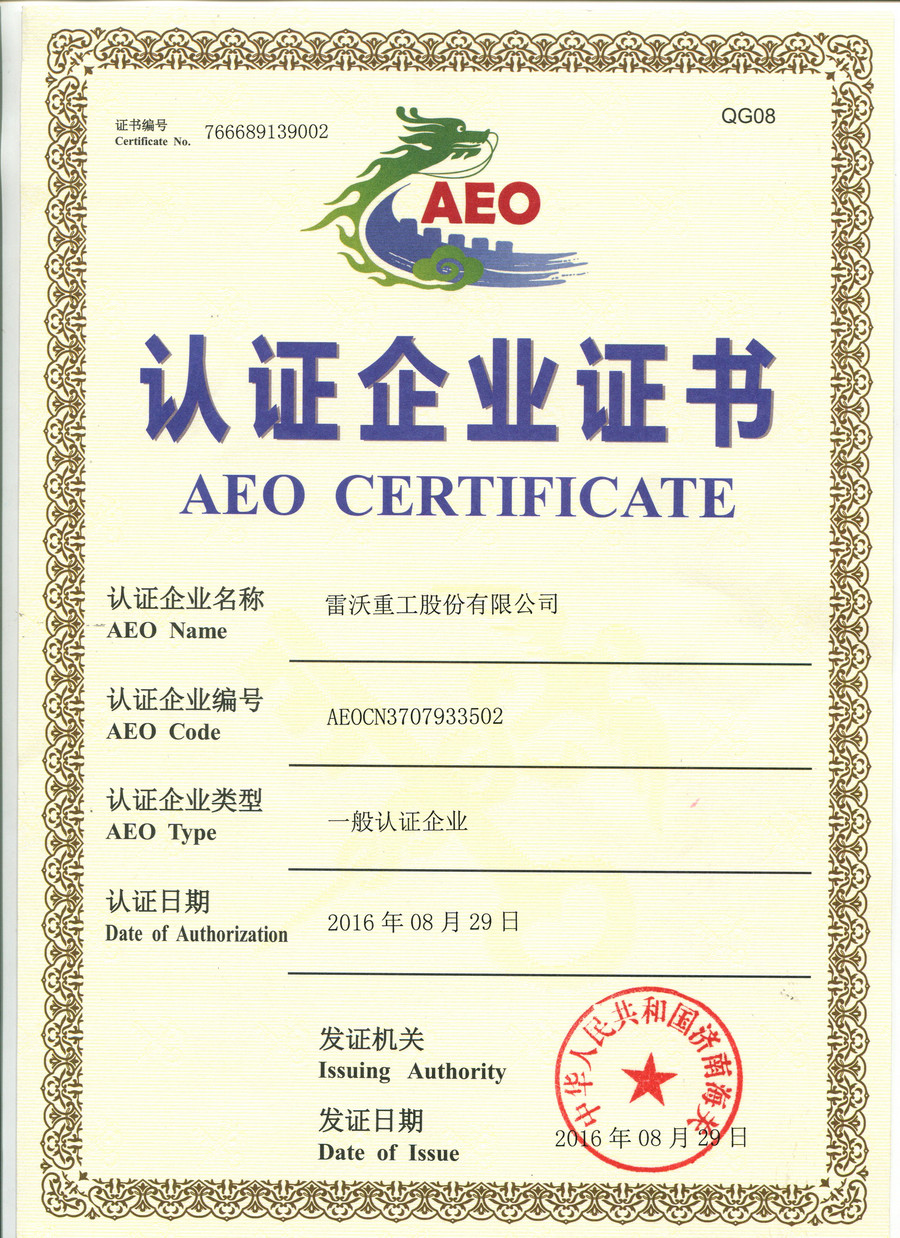 证书编号
Certificate No.
766689139002
QG08
AEO
认证企业证书
AEO CERTIFICATE
认证企业名称
AEO Name
雷沃重工股份有限公司
认证企业编号
AEO Code
AEOCN3707933502
认证企业类型
AEO Type
一般认证企业
认证日期
Date of Authorization
2016年08月29日
发证机关
Issuing Authority
中华人民共和国济南海关
发证日期
Date of Issue
2016年08月29日